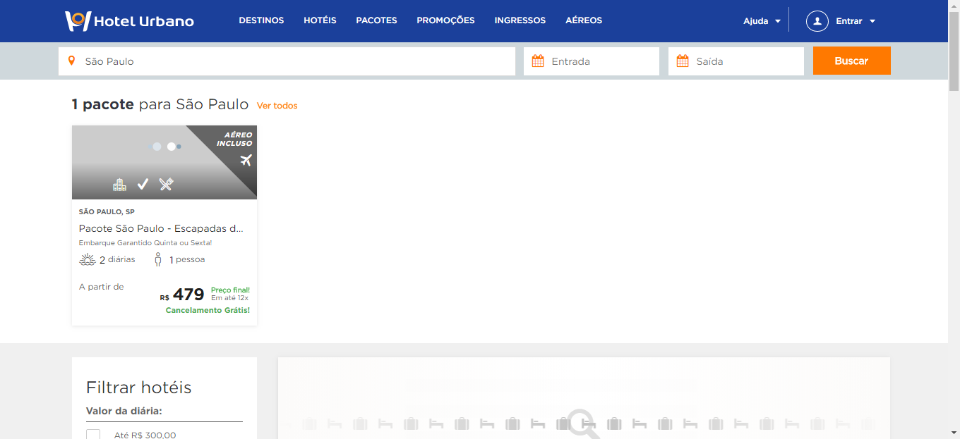 Hotel Urbano
DESTINOS HOTÉIS PACOTES PROMOÇÕES INGRESSOS AÉREOS Ajuda Entrar
São Paulo Entrada Saída Buscar
1 pacote para São Paulo Ver todos
AÉREO
INCLUSO
SÃO PAULO, SP
Pacote São Paulo - Escapadas d...
Embarque Garantido Quinta ou Sexta!
2 diárias 1 pessoa
A partir de
R$ 479 Preço final!
Em até 12x
Cancelamento Grátis!
Filtrar hotéis
Valor da diária:
Até R$ 300,00